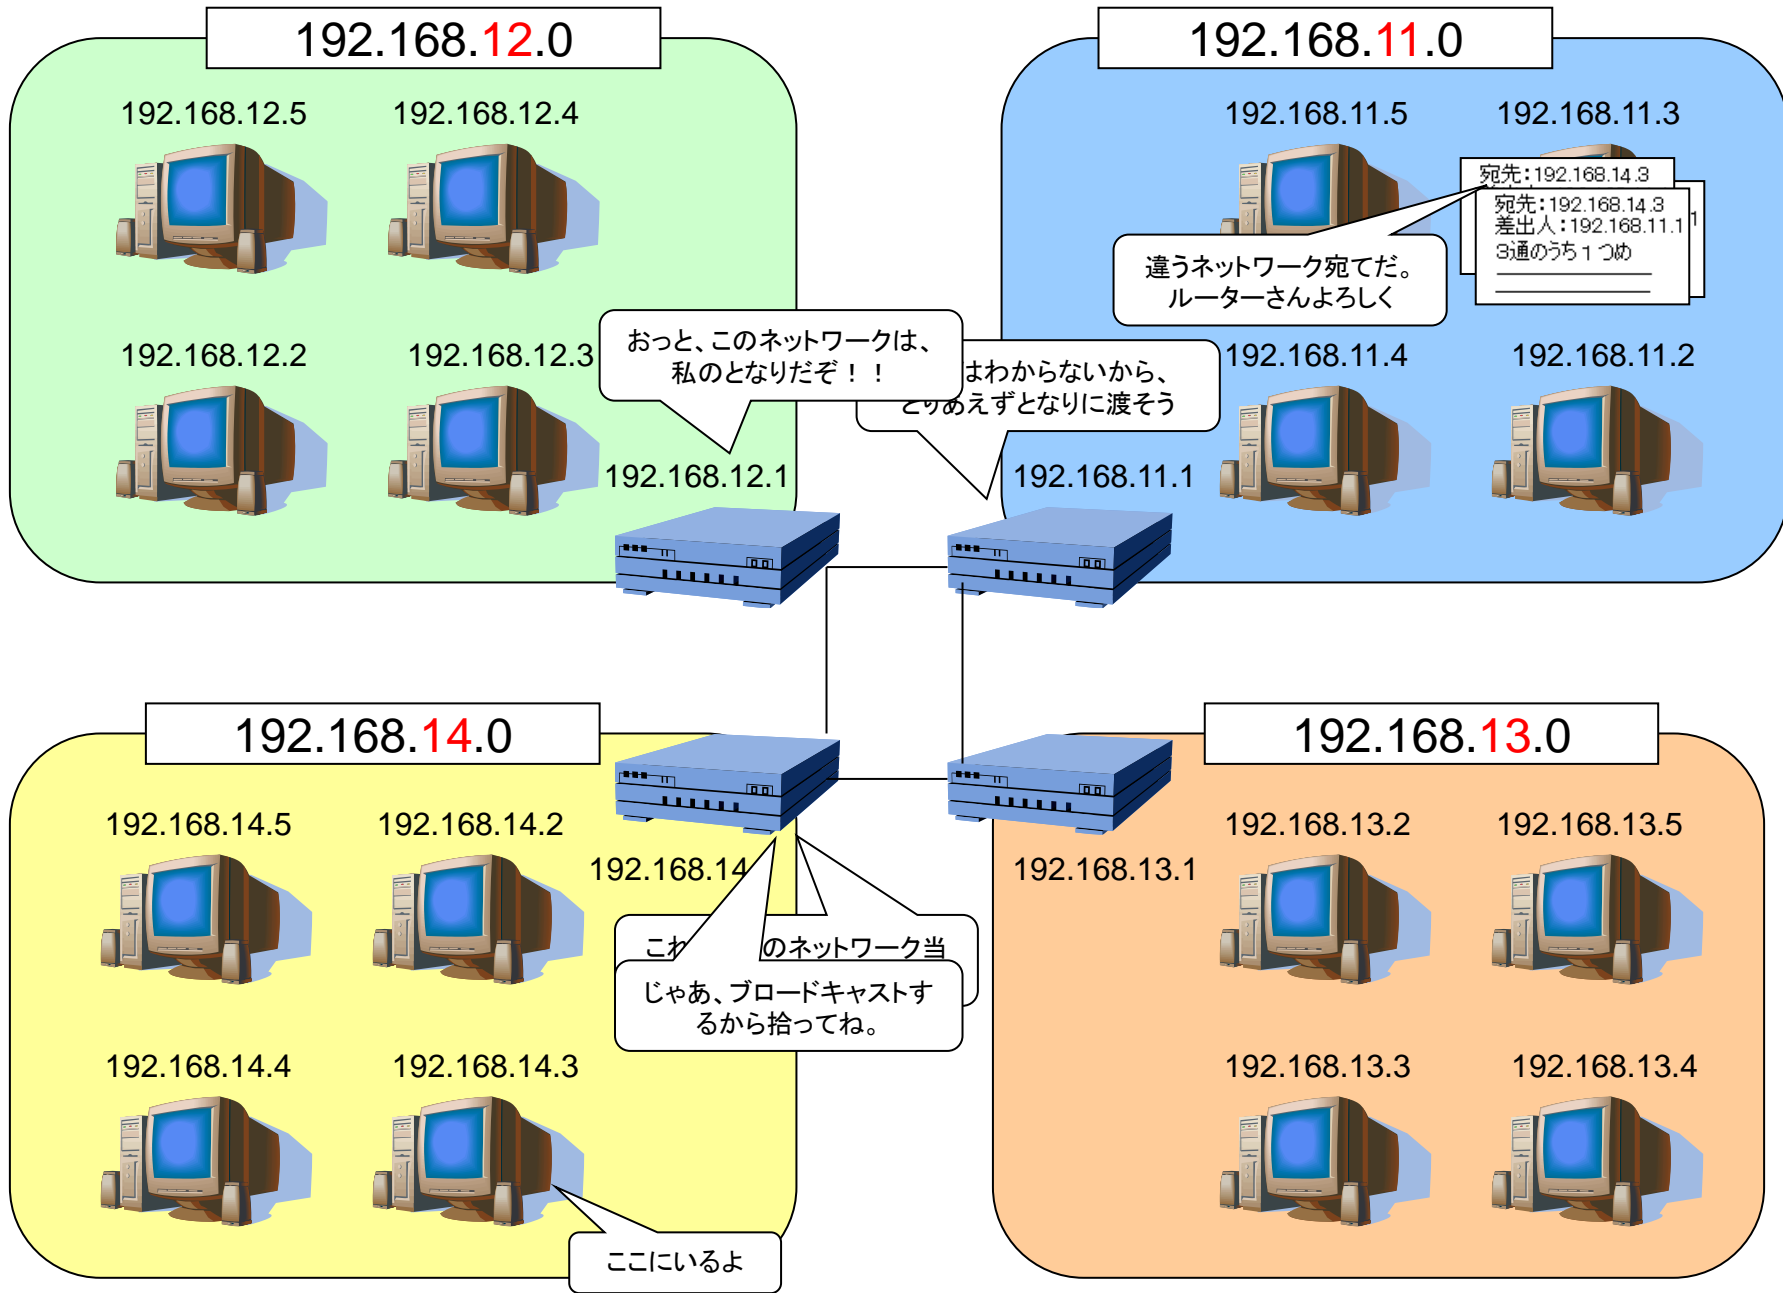 192.168.12.0
192.168.11.0
192.168.12.5
192.168.12.4
192.168.11.5
192.168.11.3
宛先:192.168.14.3
宛先:192.168.14.3
差出人:192.168.11.1
3通のうち1つめ
違うネットワーク宛てだ。
ルーターさんよろしく
おっと、このネットワークは、
私のとなりだぞ！！
はわからないから、
とりあえずとなりに渡そう
192.168.12.2
192.168.12.3
192.168.11.4
192.168.11.2
192.168.12.1
192.168.11.1
192.168.14.0
192.168.13.0
192.168.14.5
192.168.14.2
192.168.13.2
192.168.13.5
192.168.14
192.168.13.1
これ のネットワーク当
じゃあ、ブロードキャストす
るから拾ってね。
192.168.14.4
192.168.14.3
192.168.13.3
192.168.13.4
ここにいるよ